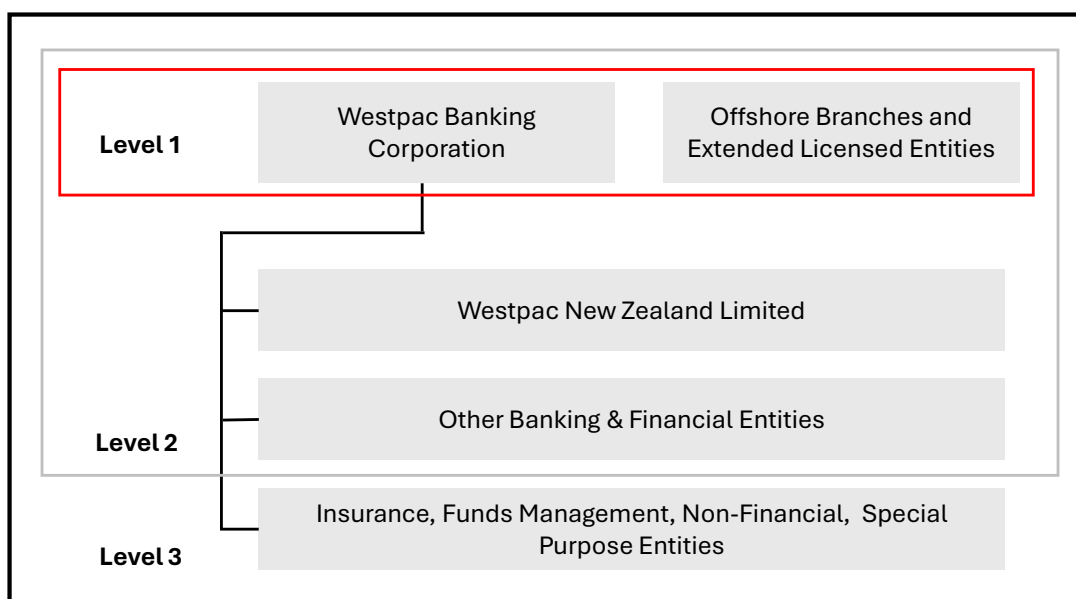 Level 1
Westpac Banking
Corporation
Offshore Branches and
Extended Licensed Entities
Westpac New Zealand Limited
Other Banking & Financial Entities
Level 2
Insurance, Funds Management, Non-Financial,  Special
Purpose Entities
Level 3